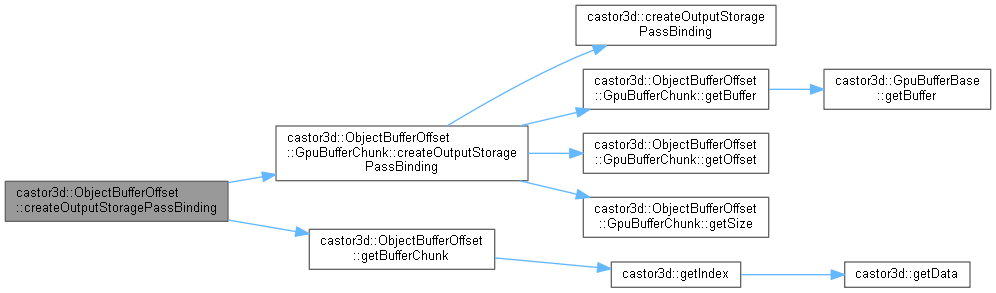 castor3d::ObjectBufferOffset
::createOutputStoragePassBinding
castor3d::ObjectBufferOffset
::GpuBufferChunk::createOutputStorage
PassBinding
castor3d::createOutputStorage
PassBinding
castor3d::ObjectBufferOffset
::GpuBufferChunk::getBuffer
castor3d::GpuBufferBase
::getBuffer
castor3d::ObjectBufferOffset
::GpuBufferChunk::getOffset
castor3d::ObjectBufferOffset
::GpuBufferChunk::getSize
castor3d::ObjectBufferOffset
::getBufferChunk
castor3d::getIndex
castor3d::getData